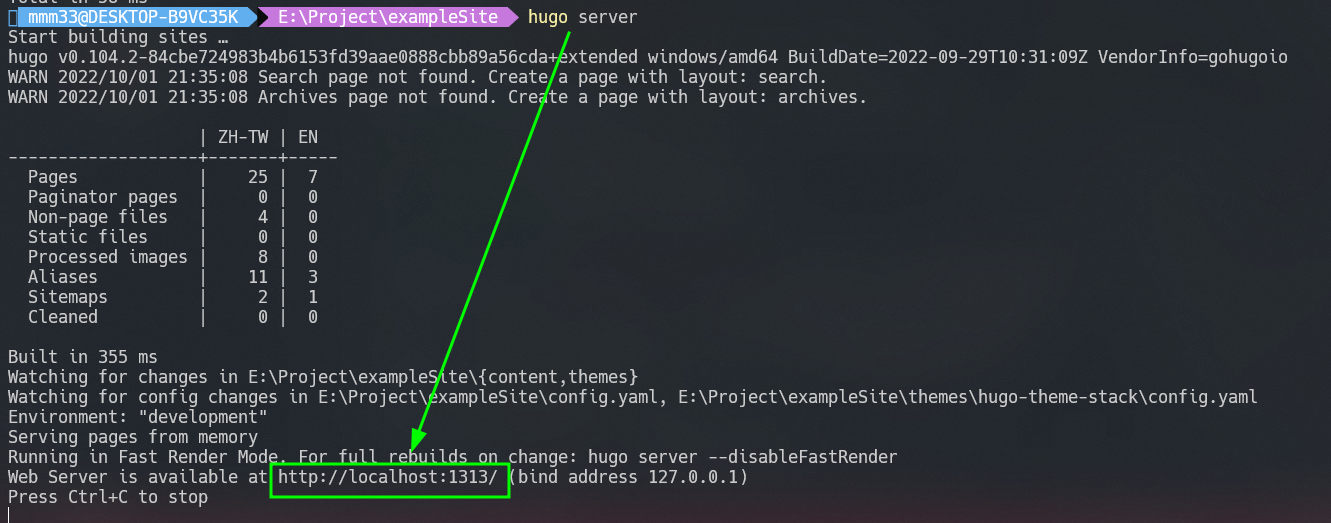 Total in 58 ms
mmm33@DESKTOP-B9VC35K E:\Project\exampleSite hugo server
Start building sites …
hugo v0.104.2-84cbe724983b4b6153fd39aae0888cbb89a56cda+extended windows/amd64 BuildDate=2022-09-29T10:31:09Z VendorInfo=gohugoio
WARN 2022/10/01 21:35:08 Search page not found. Create a page with layout: search.
WARN 2022/10/01 21:35:08 Archives page not found. Create a page with layout: archives.
                   | ZH-TW | EN
-------------------+-------+-----
  Pages            |    25 |  7
  Paginator pages  |     0 |  0
  Non-page files   |     4 |  0
  Static files     |     0 |  0
  Processed images |     8 |  0
  Aliases          |    11 |  3
  Sitemaps         |     2 |  1
  Cleaned          |     0 |  0
Built in 355 ms
Watching for changes in E:\Project\exampleSite\{content,themes}
Watching for config changes in E:\Project\exampleSite\config.yaml, E:\Project\exampleSite\themes\hugo-theme-stack\config.yaml
Environment: "development"
Serving pages from memory
Running in Fast Render Mode. For full rebuilds on change: hugo server --disableFastRender
Web Server is available at http://localhost:1313/ (bind address 127.0.0.1)
Press Ctrl+C to stop